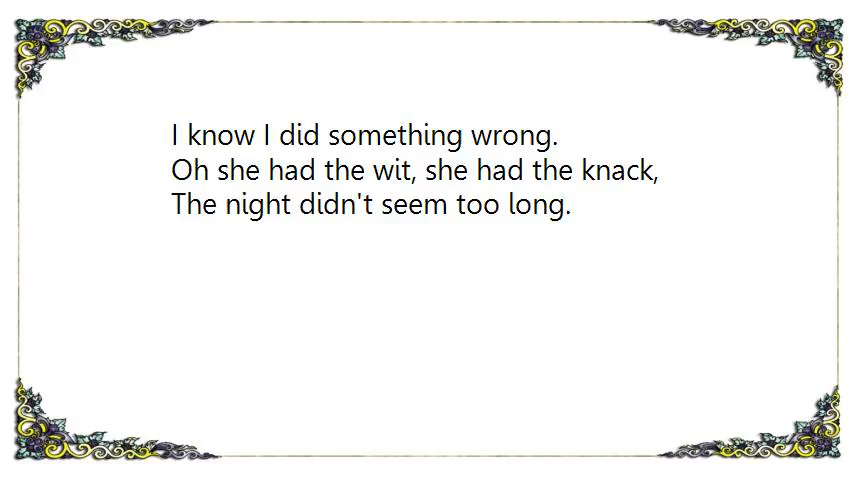 I know I did something wrong.
Oh she had the wit, she had the knack,
The night didn't seem too long.